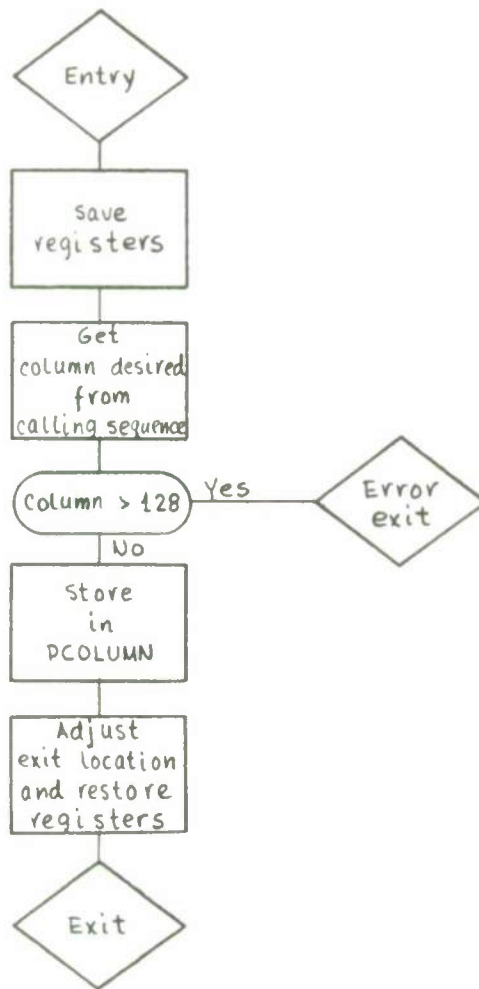 Entry
save
registers
Get
column desired
from
calling sequence
Column > 128
Yes
Error
exit
No
Store
in
DCOLUMN
Adjust
exit location
and restore
registers
Exit